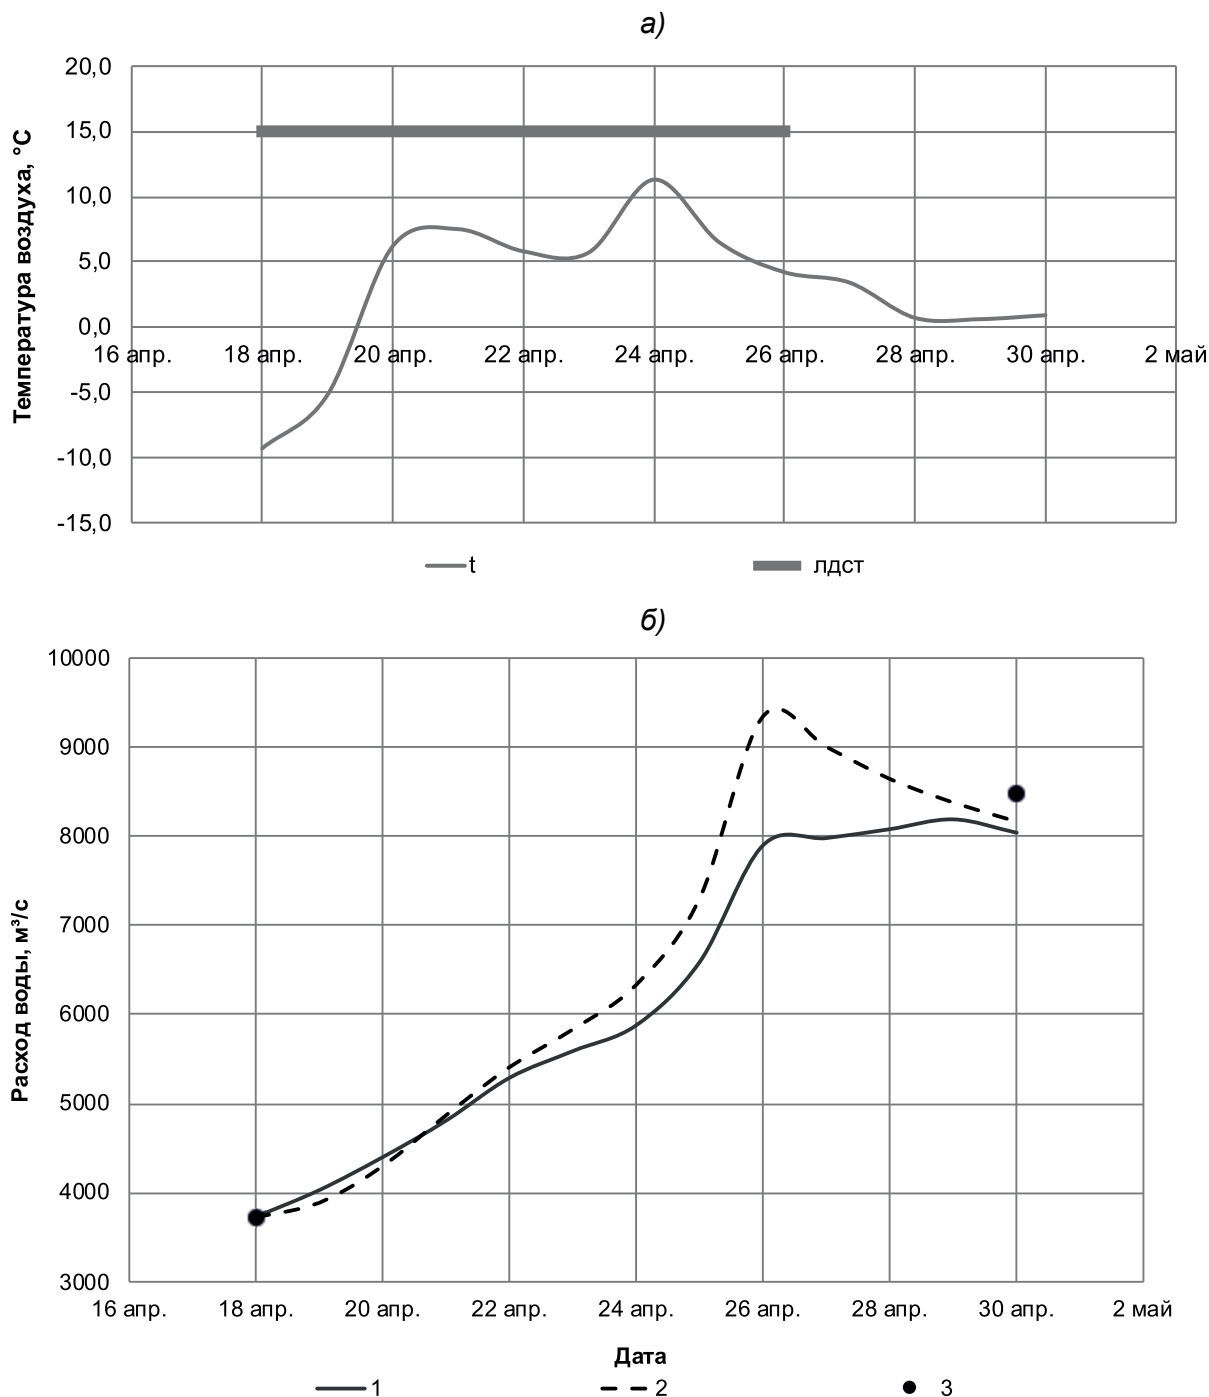 а)
Температура воздуха, °С
20,0
15,0
10,0
5,0
0,0
-5,0
-10,0
-15,0
16 апр. 18 апр. 20 апр. 22 апр. 24 апр. 26 апр. 28 апр. 30 апр. 2 май
t лдст
б)
Расход воды, м³/с
10000
9000
8000
7000
6000
5000
4000
3000
16 апр. 18 апр. 20 апр. 22 апр. 24 апр. 26 апр. 28 апр. 30 апр. 2 май
Дата
1 2 3